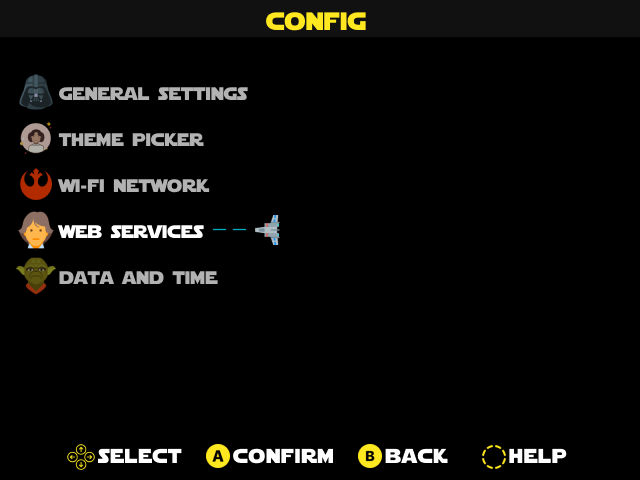 CONFIG
GENERAL SETTINGS
THEME PICKER
WI-FI NETWORK
WEB SERVICES
DATA AND TIME
SELECT A CONFIRM B BACK HELP